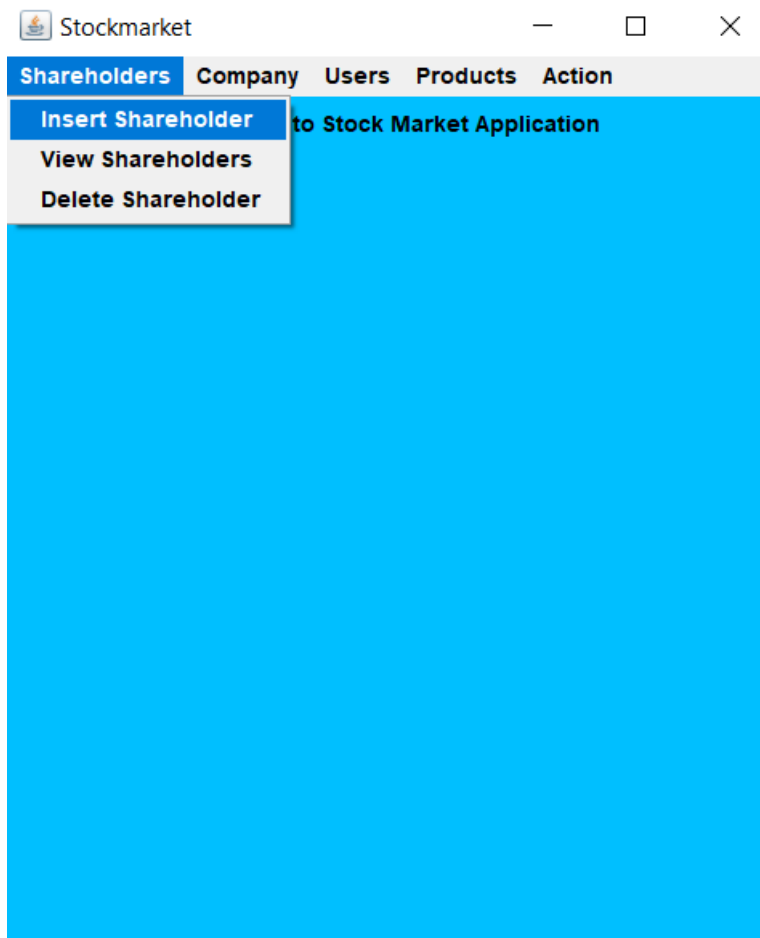 Stockmarket
Shareholders Company Users Products Action
Insert Shareholder
to Stock Market Application
View Shareholders
Delete Shareholder